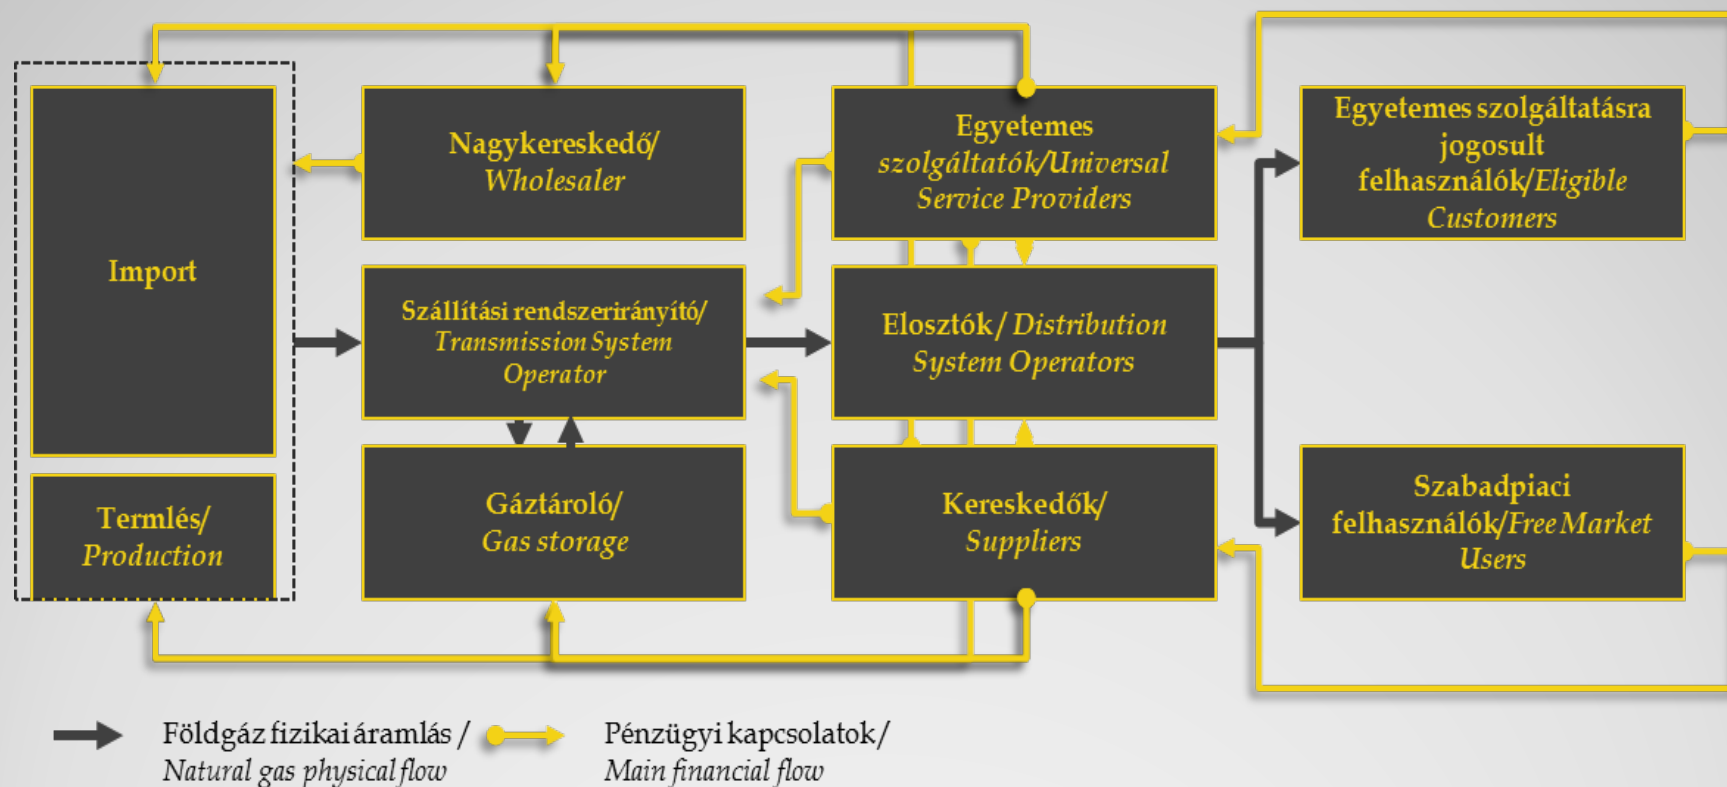 Import
Termlés/
Production
Nagykereskedő/
Wholesaler
Szállítási rendszerirányító/
Transmission System
Operator
Gáztároló/
Gas storage
Egyetemes
szolgáltatók/Universal
Service Providers
Elosztók/ Distribution
System Operators
Kereskedők/
Suppliers
Egyetemes szolgáltatásra
jogosult
felhasználók/Eligible
Customers
Szabadpiaci
felhasználók/Free Market
Users
Földgáz fizikai áramlás /
Natural gas physical flow
Pénzügyi kapcsolatok/
Main financial flow